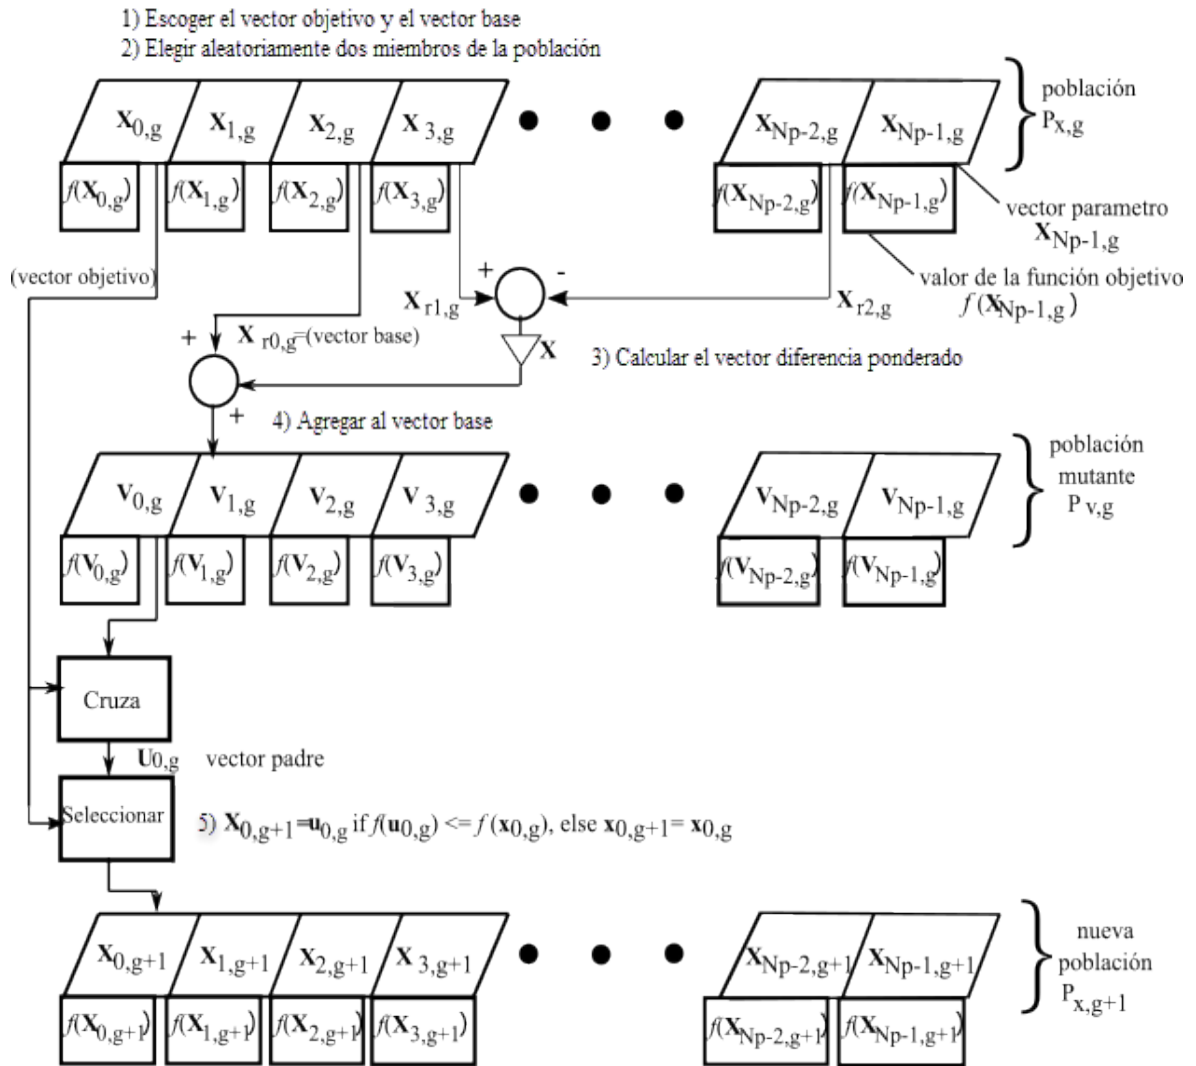 1) Escoger el vector objetivo y el vector base
2) Elegir aleatoriamente dos miembros de la población
X0,g X1,g X2,g X 3,g XNp-2,g XNp-1,g
población
Px,g
f(X0,g) f(X1,g) f(X2,g) f(X3,g) f(XNp-2,g) f(XNp-1,g)
vector parametro
XNp-1,g
(vector objetivo)
+ -
valor de la función objetivo
f(XNp-1,g)
Xr1,g Xr2,g
+ X r0,g=(vector base)
X
3) Calcular el vector diferencia ponderado
+
4) Agregar al vector base
V0,g V1,g V2,g V 3,g VNp-2,g VNp-1,g
población
mutante
P v,g
f(V0,g) f(V1,g) f(V2,g) f(V3,g) f(VNp-2,g) f(VNp-1,g)
Cruza
U0,g vector padre
Seleccionar
5) X0,g+1=u0,g if f(u0,g) <= f (x0,g), else x0,g+1= x0,g
X0,g+1 X1,g+1 X2,g+1 X 3,g+1 XNp-2,g+1 XNp-1,g+1
nueva
población
Px,g+1
f(X0,g+1) f(X1,g+1) f(X2,g+1) f(X3,g+1) f(XNp-2,g+1) f(XNp-1,g+1)